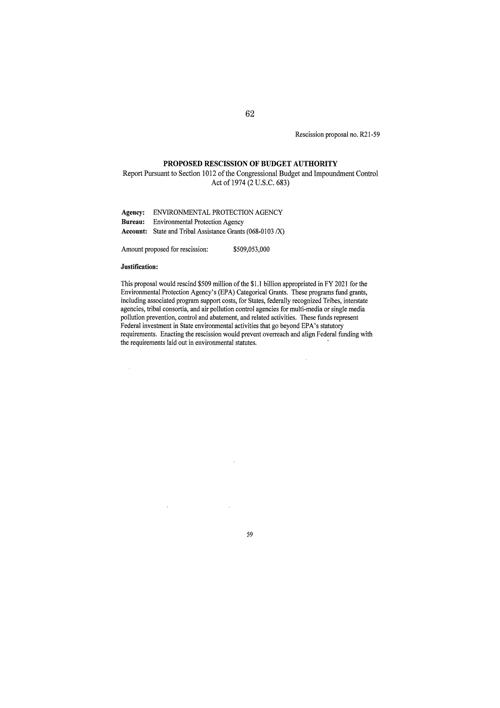 62
Rescission proposal no. R21-59
PROPOSED RESCISSION OF BUDGET AUTHORITY
Report Pursuant to Section 1012 of the Congressional Budget and Impoundment Control
Act of 1974 (2 U.S.C. 683)
Agency: ENVIRONMENTAL PROTECTION AGENCY
Bureau: Environmental Protection Agency
Account: State and Tribal Assistance Grants (068-0103 /X)
Amount proposed for rescission: $509,053,000
Justification:
This proposal would rescind $509 million of the $1.1 billion appropriated in FY 2021 for the
Environmental Protection Agency's (EPA) Categorical Grants. These programs fund grants,
including associated program support costs, for States, federally recognized Tribes, interstate
agencies, tribal consortia, and air pollution control agencies for multi-media or single media
pollution prevention, control and abatement, and related activities. These funds represent
Federal investment in State environmental activities that go beyond EPA's statutory
requirements. Enacting the rescission would prevent overreach and align Federal funding with
the requirements laid out in environmental statutes.
59